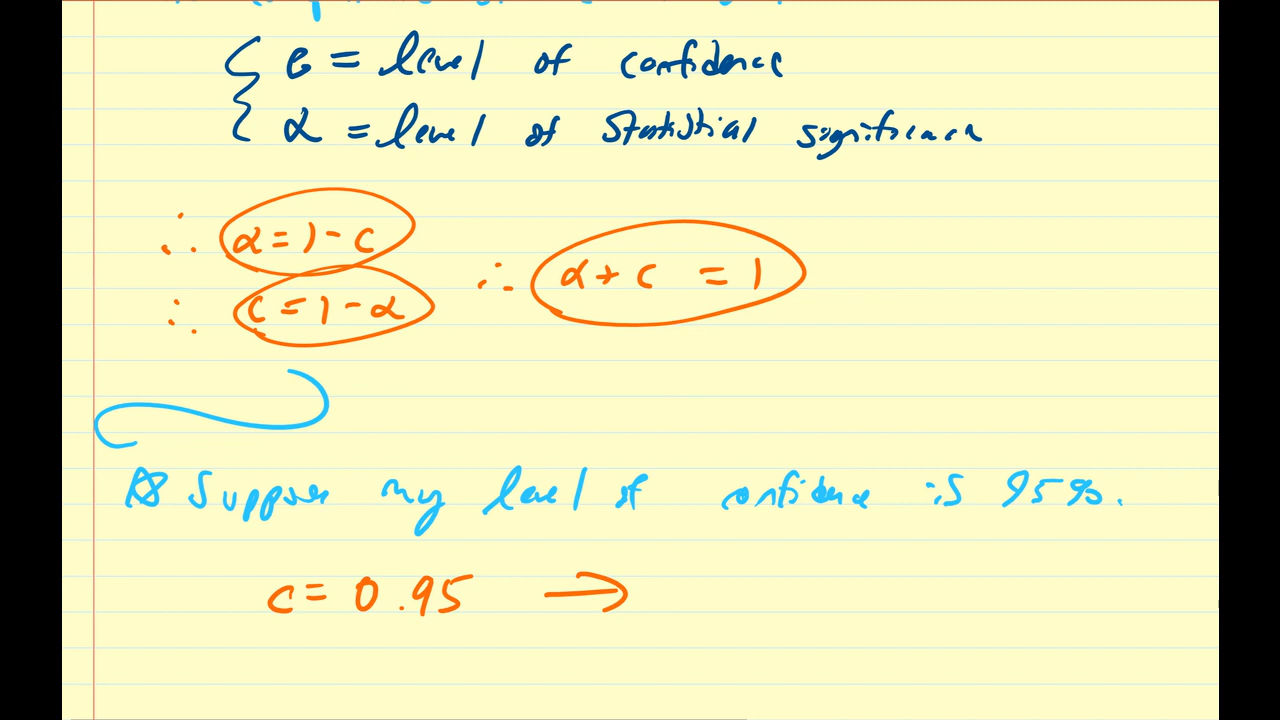 c = level of confidence
α = level of statistical significance
∴ α = 1 - c
∴ c = 1 - α ∴ α + c = 1
Suppose my level of confidence is 95%.
c = 0.95 →